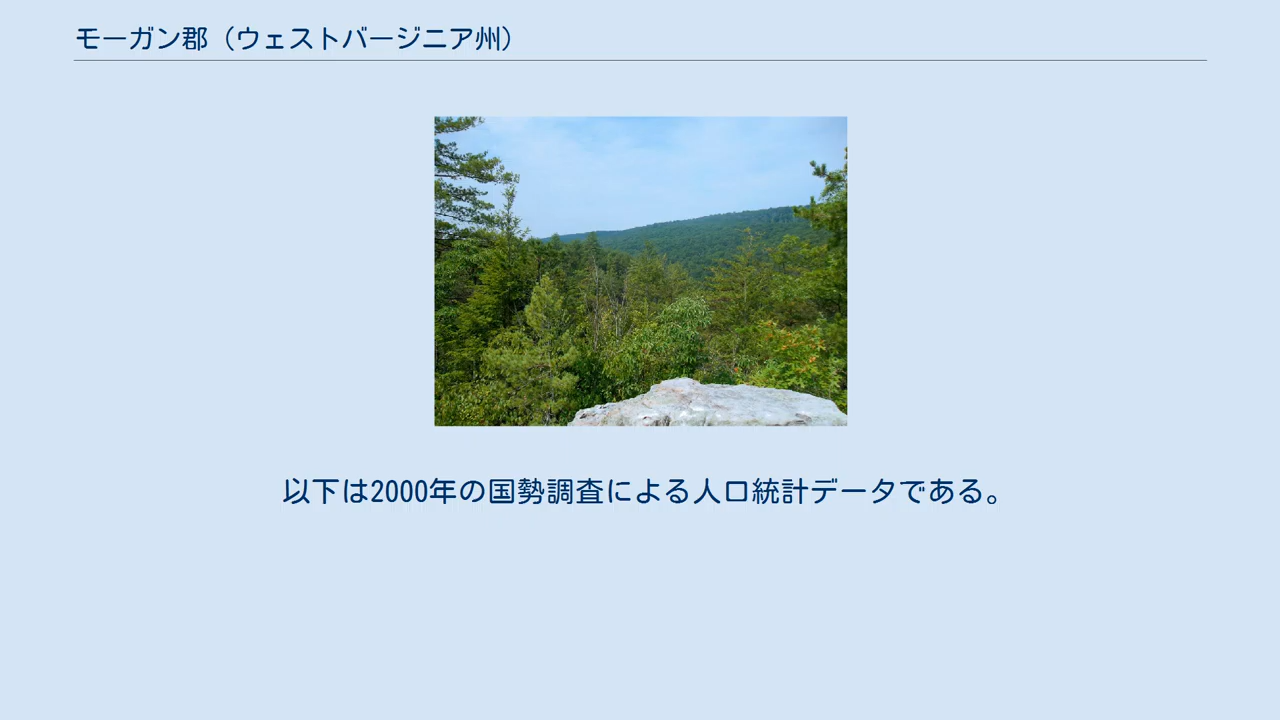 モーガン郡（ウェストバージニア州）
以下は2000年の国勢調査による人口統計データである。